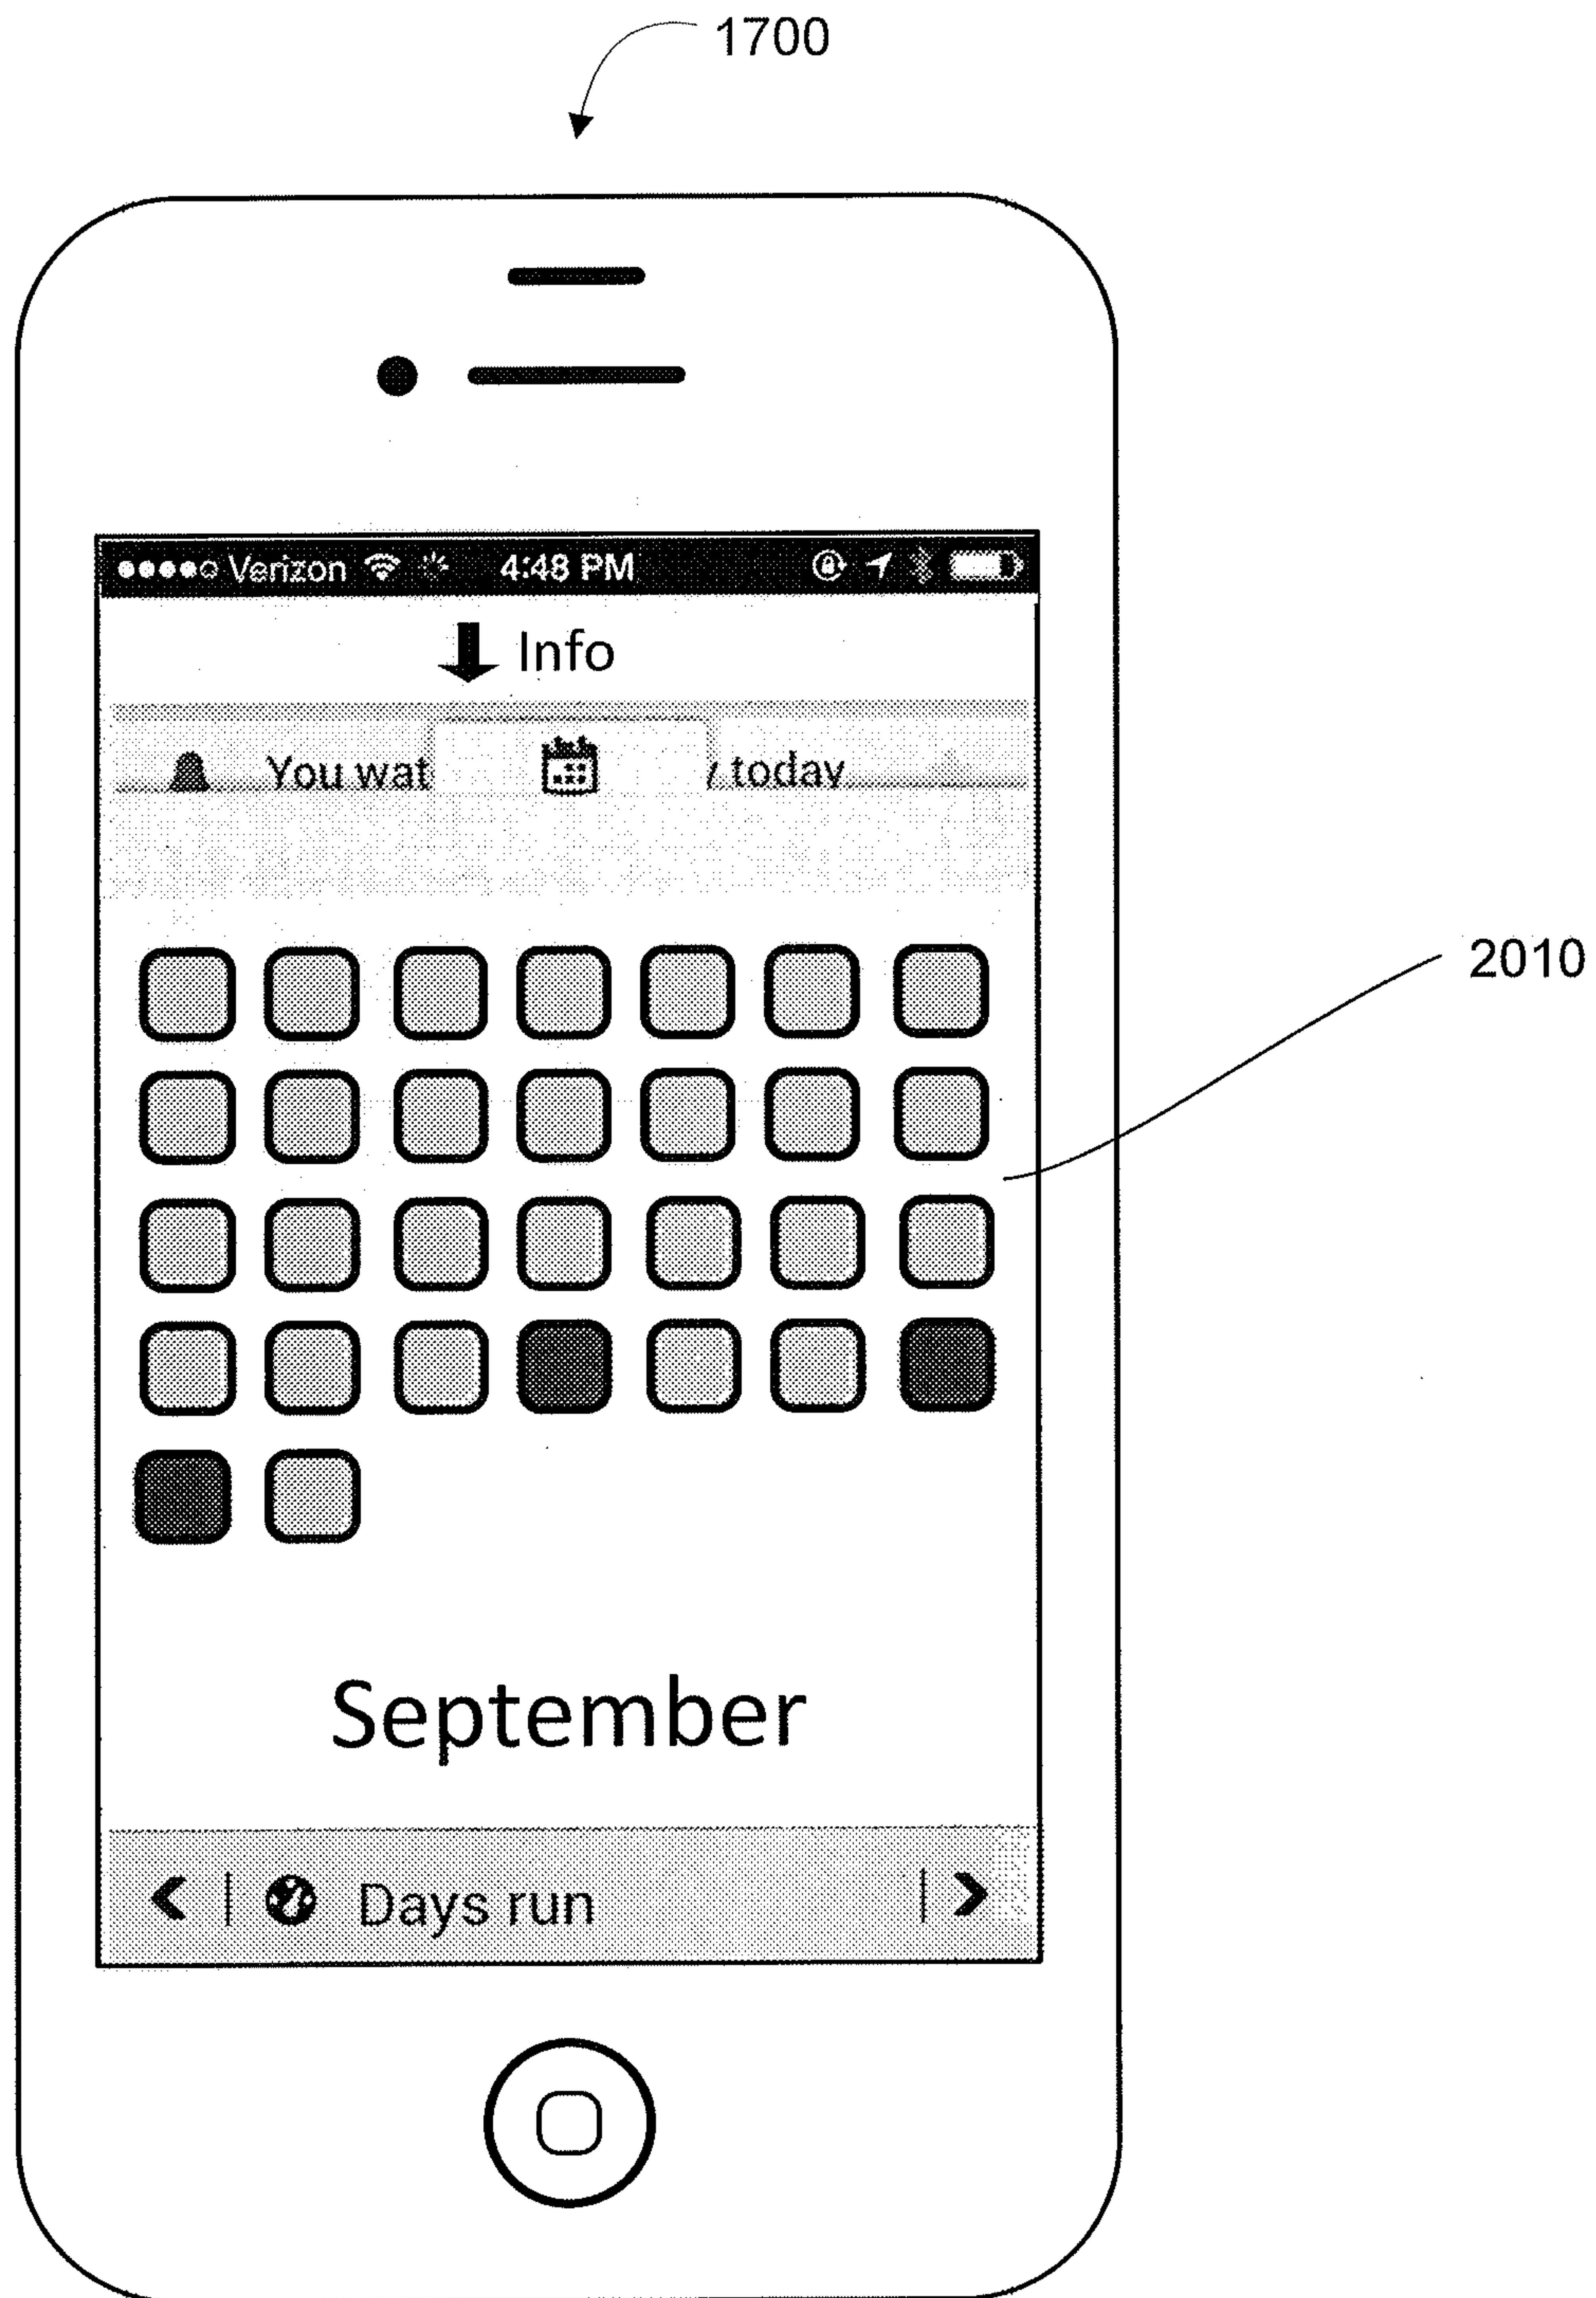 1700
Verizon 4:48 PM
Info
You wat today
2010
September
Days run